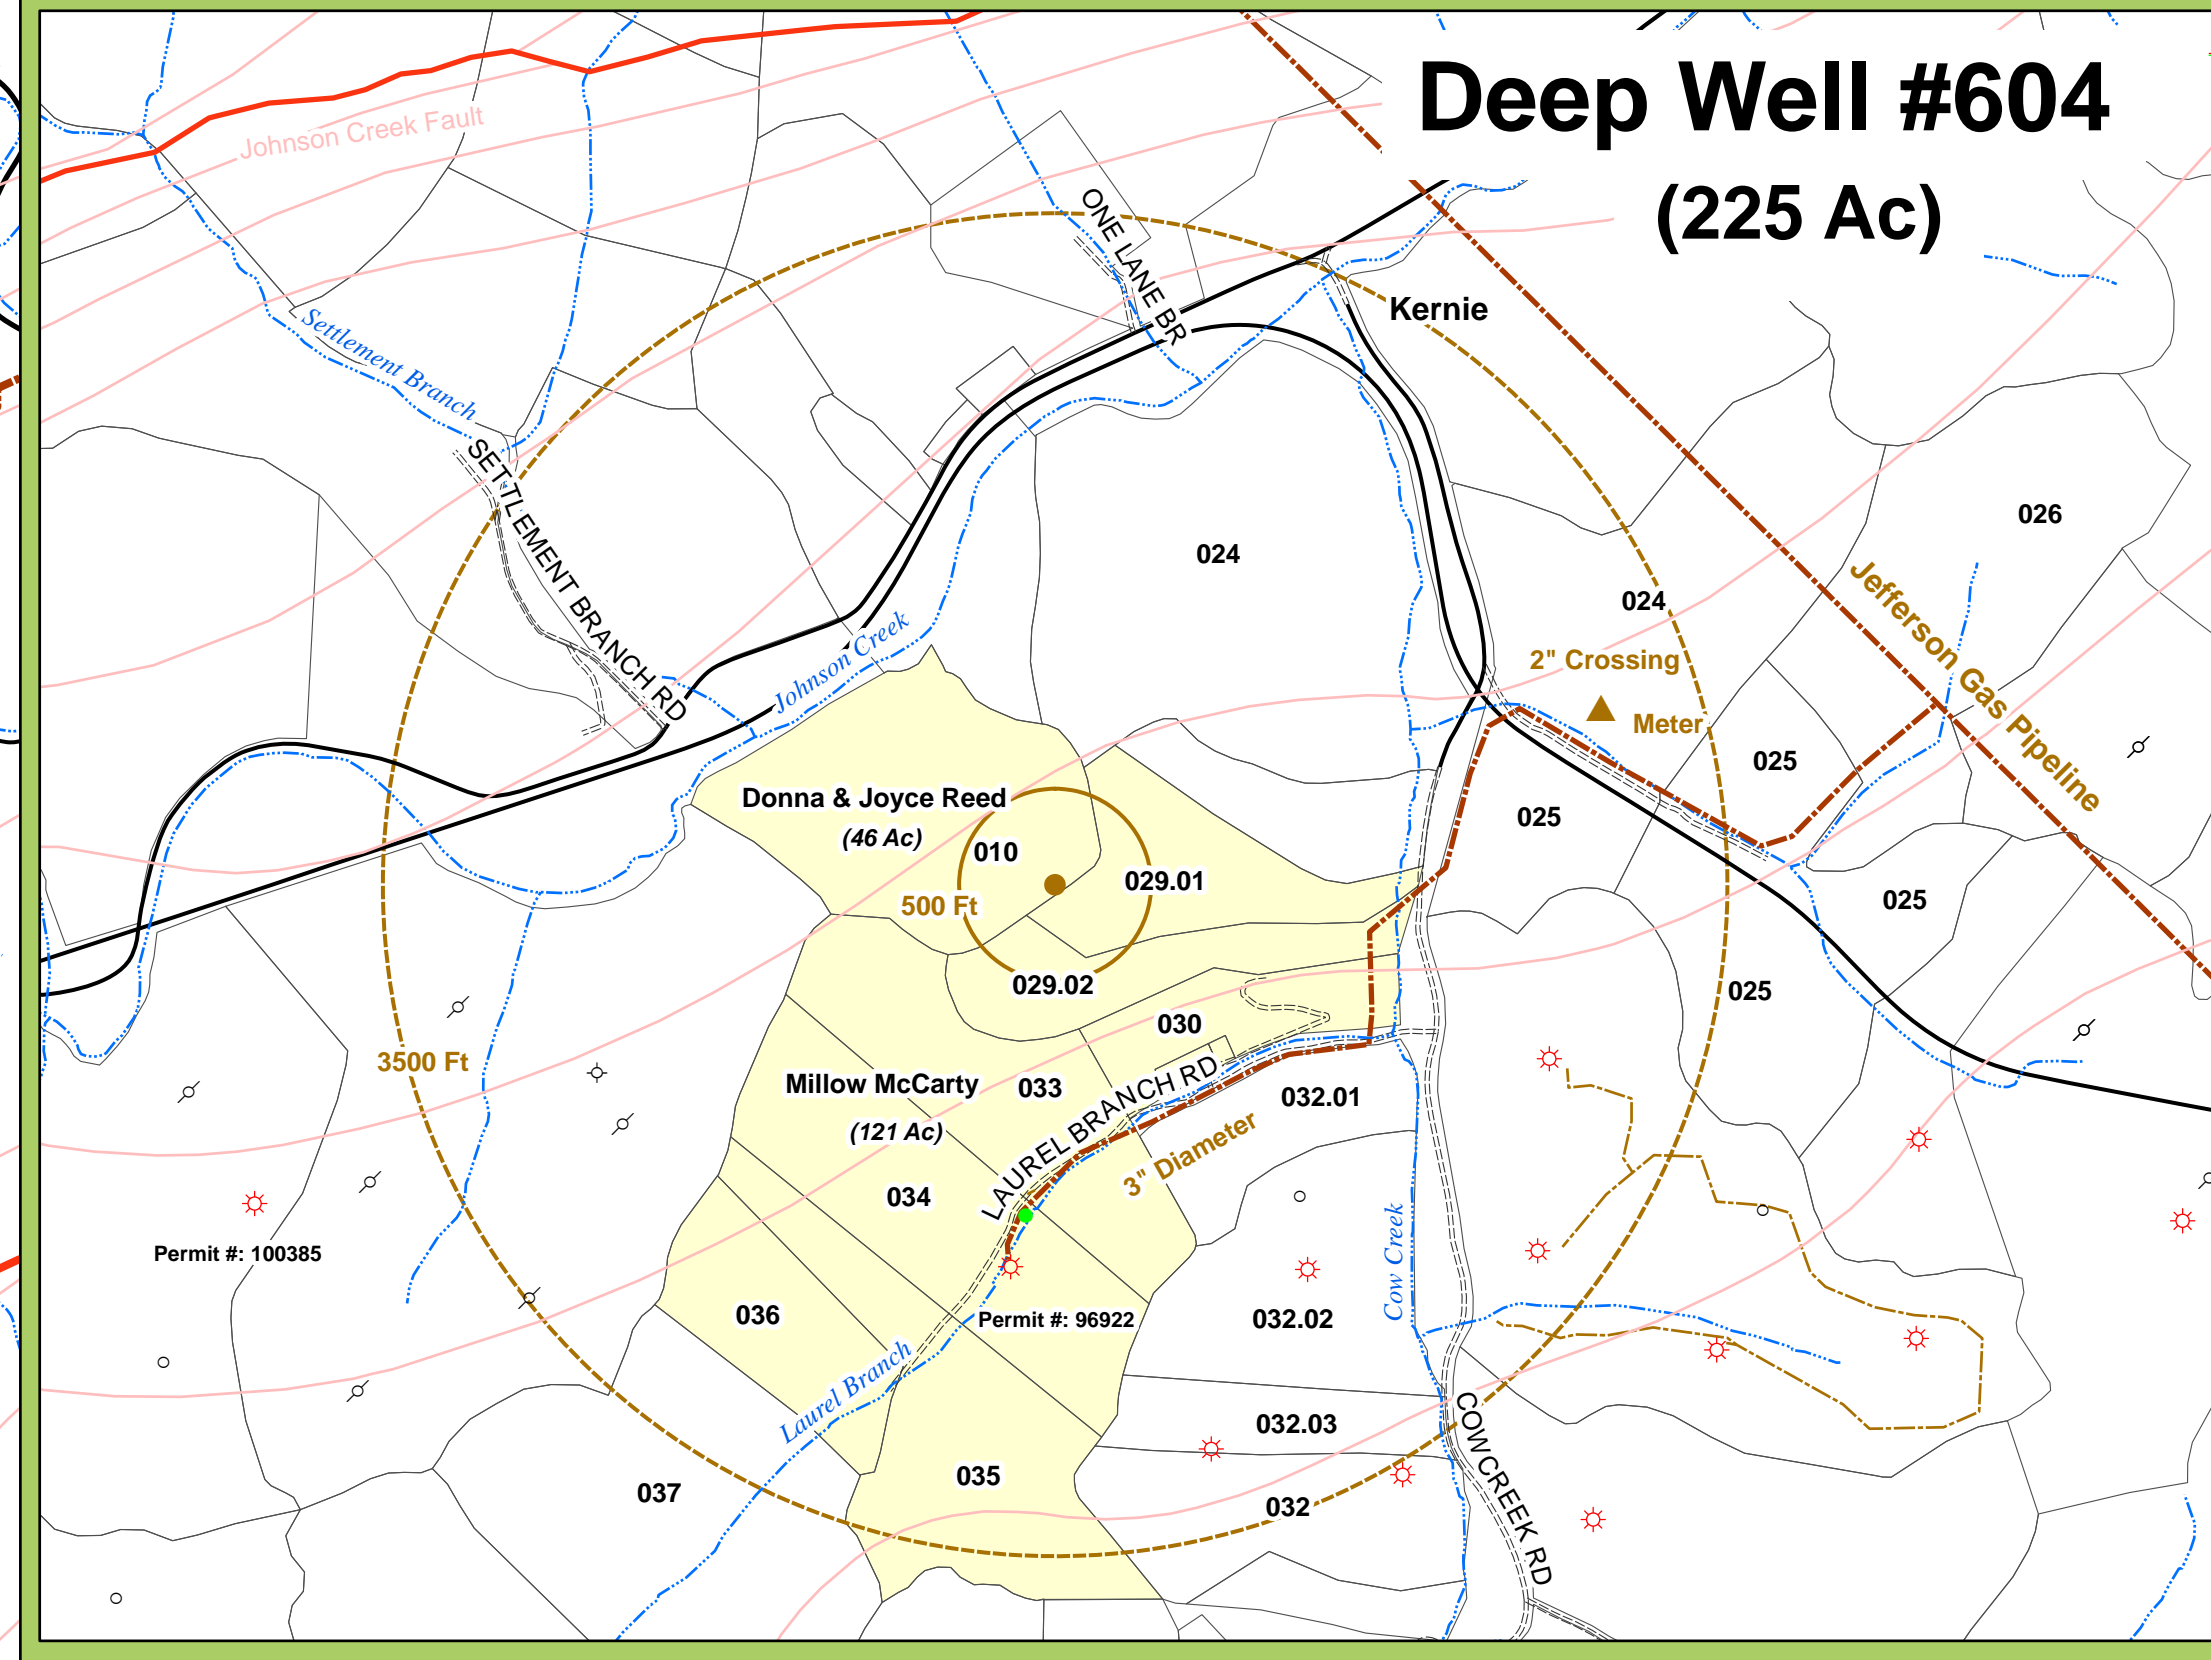 Deep Well #604
(225 Ac)
Johnson Creek Fault
ONE LANE BR
Kernie
Settlement Branch
SETTLEMENT BRANCH RD
026
024
024
Jefferson Gas Pipeline
Johnson Creek
2" Crossing
Meter
025
Donna & Joyce Reed
(46 Ac)
010
025
029.01
500 Ft
025
029.02
025
030
3500 Ft
Millow McCarty
033
(121 Ac)
032.01
LAUREL BRANCH RD
3" Diameter
034
Cow Creek
Permit #: 100385
036
Permit #: 96922
032.02
Laurel Branch
032.03
COWCREEK RD
035
037
032